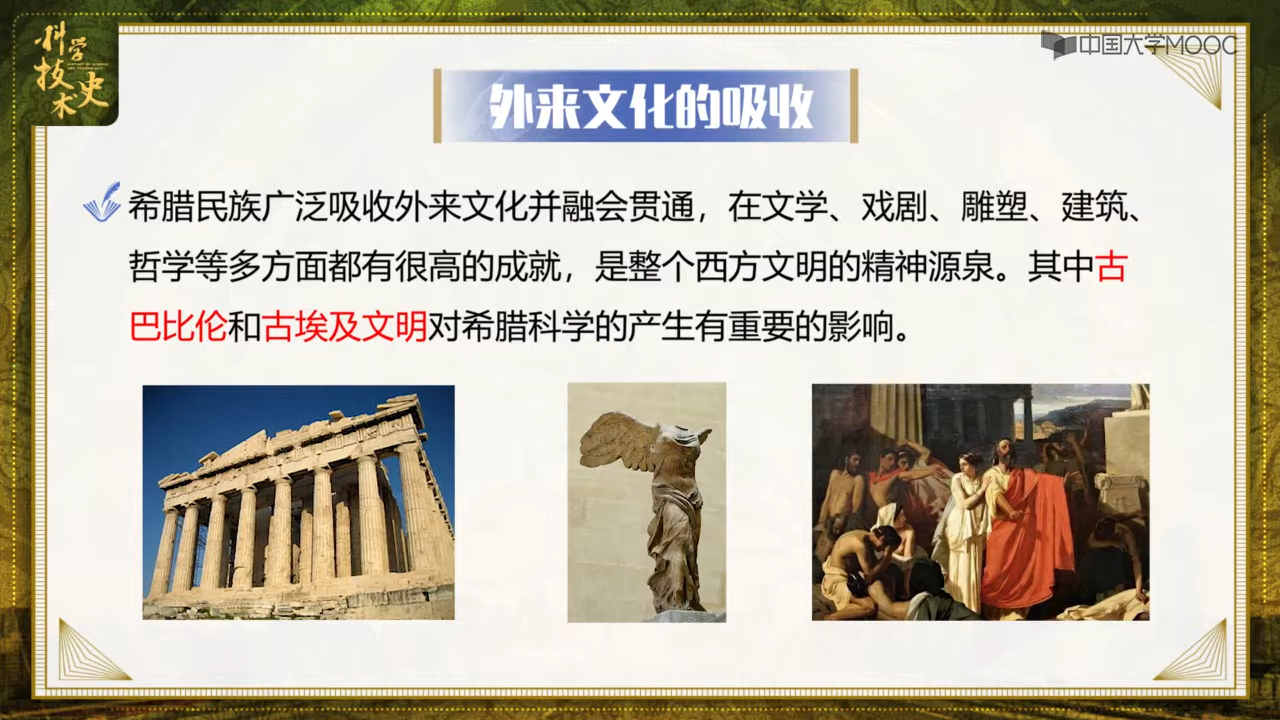 科学技术史
中国大学MOOC
外来文化的吸收
希腊民族广泛吸收外来文化并融会贯通，在文学、戏剧、雕塑、建筑、
哲学等多方面都有很高的成就，是整个西方文明的精神源泉。其中古
巴比伦和古埃及文明对希腊科学的产生有重要的影响。